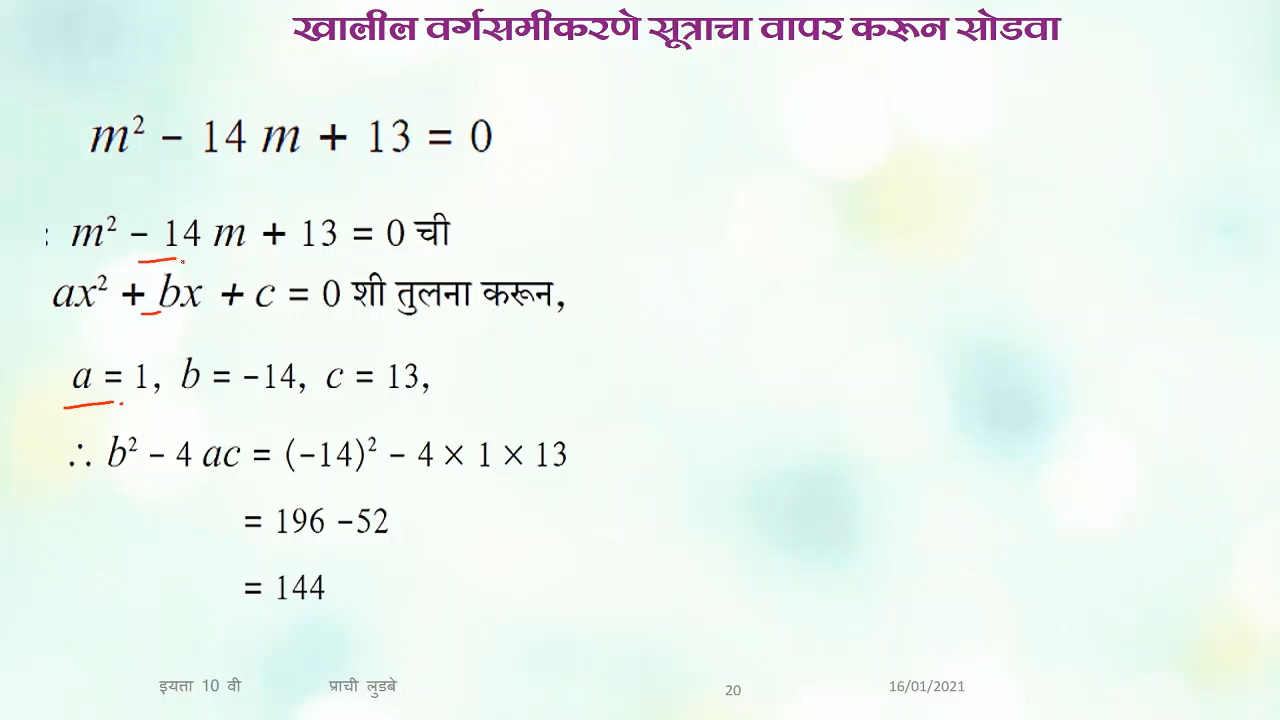 खालील वर्गसमीकरणे सूत्राचा वापर करून सोडवा
m² − 14 m + 13 = 0
: m² − 14 m + 13 = 0 ची
ax² + bx + c = 0 शी तुलना करून,
a = 1, b = −14, c = 13,
∴ b² − 4 ac = (−14)² − 4 × 1 × 13
= 196 −52
= 144
इयत्ता 10 वी प्राची लुडबे 20 16/01/2021